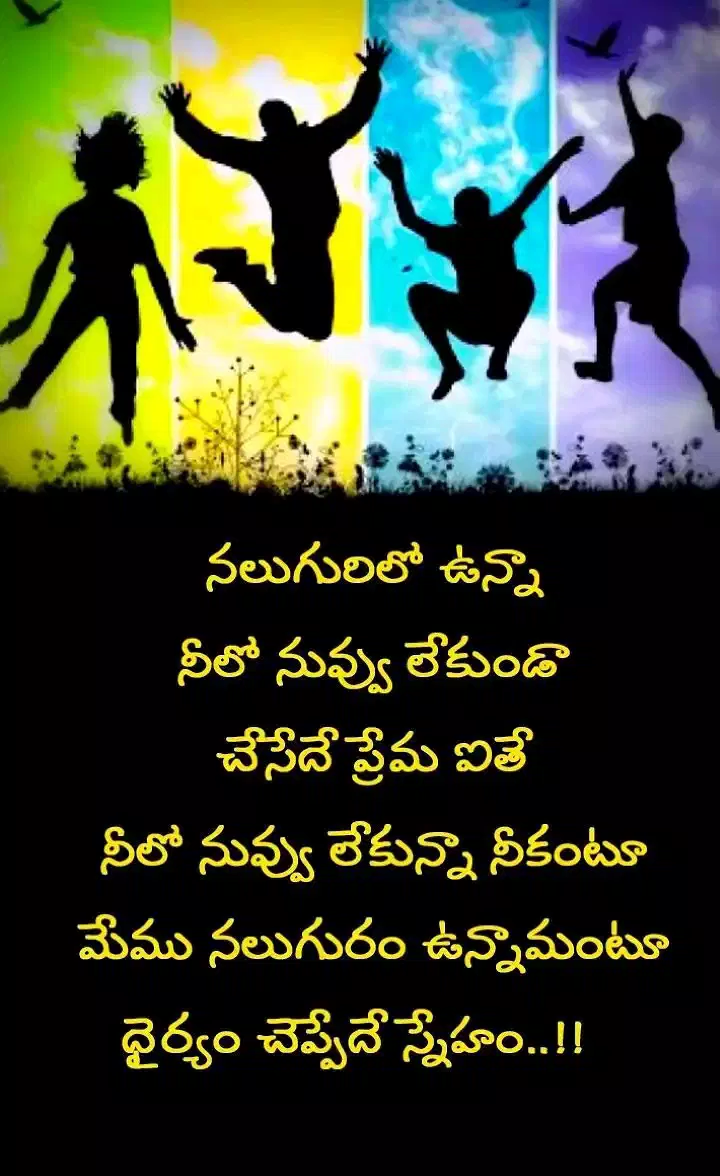 నలుగురిలో ఉన్నా
నీలో నువ్వు లేకుండా
చేసేదే ప్రేమ ఐతే
నీలో నువ్వు లేకున్నా నీకంటూ
మేము నలుగురం ఉన్నామంటూ
ధైర్యం చెప్పేదే స్నేహం..!!